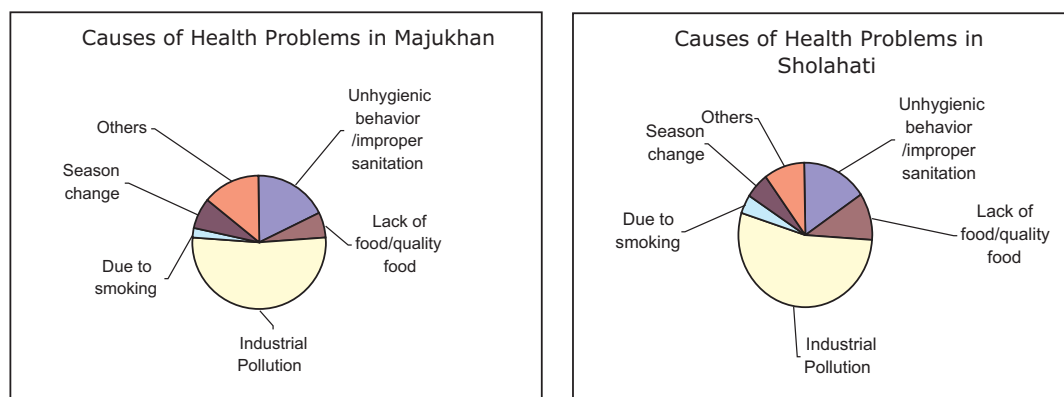 Causes of Health Problems in Majukhan
Unhygienic
behavior
/improper
sanitation
Others
Season
change
Lack of
food/quality
food
Due to
smoking
Industrial
Pollution
Causes of Health Problems in
Sholahati
Unhygienic
behavior
/improper
sanitation
Others
Season
change
Due to
smoking
Lack of
food/quality
food
Industrial
Pollution